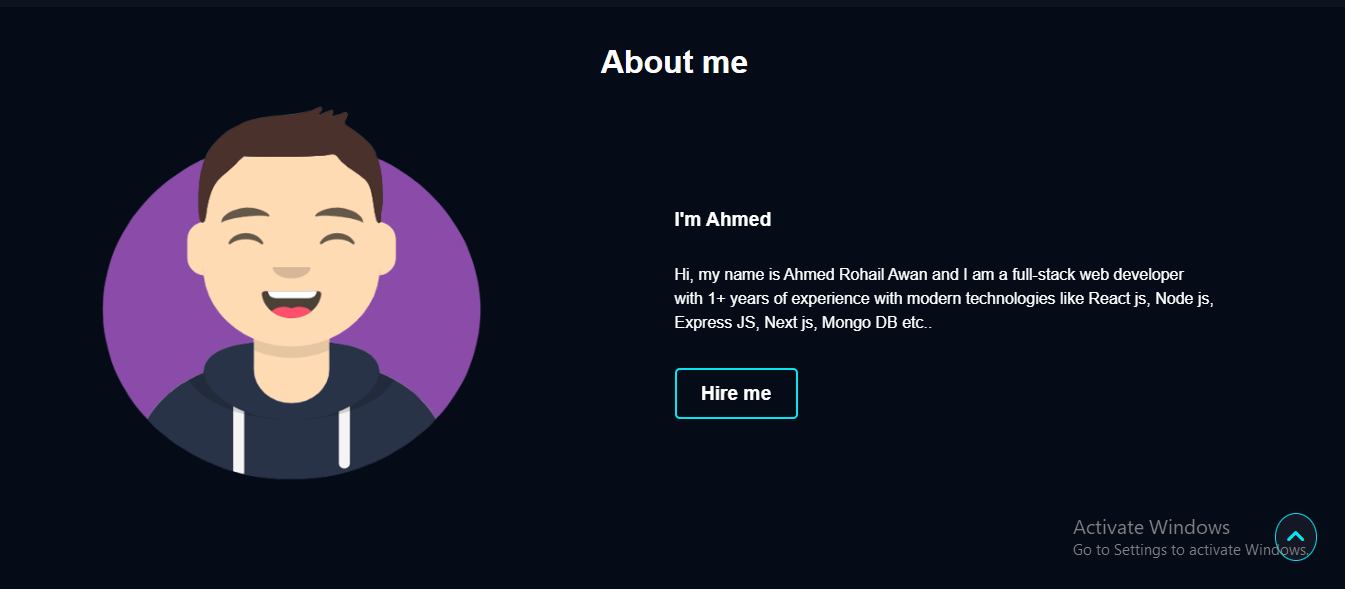 About me
I'm Ahmed
Hi, my name is Ahmed Rohail Awan and I am a full-stack web developer
with 1+ years of experience with modern technologies like React js, Node js,
Express JS, Next js, Mongo DB etc..
Hire me
Activate Windows
Go to Settings to activate Windows.